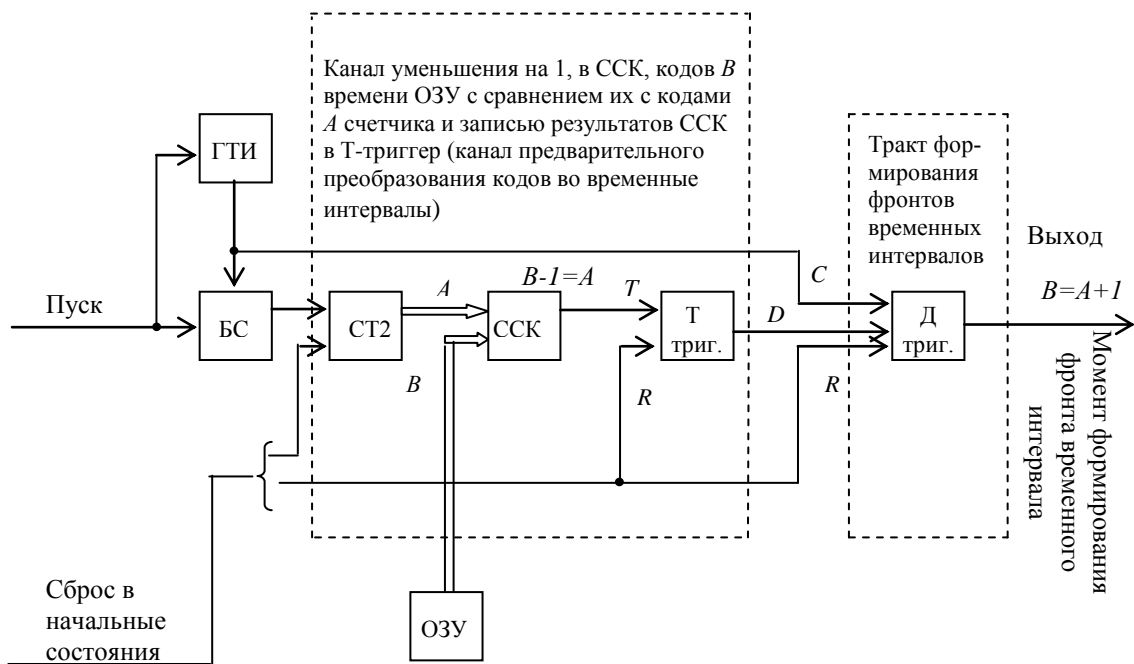 Канал уменьшения на 1, в ССК, кодов B
времени ОЗУ с сравнением их с кодами
A счетчика и записью результатов ССК
в Т-триггер (канал предварительного
преобразования кодов во временные
интервалы)
ГТИ
Тракт фор-
мирования
фронтов
временных
интервалов
Выход
Пуск
БС
СТ2
A
B-1=A
ССК
T
Т
триг.
D
C
Д
триг.
B=A+1
B
R
R
Момент формирования
фронта временного
интервала
Сброс в
начальные
состояния
ОЗУ